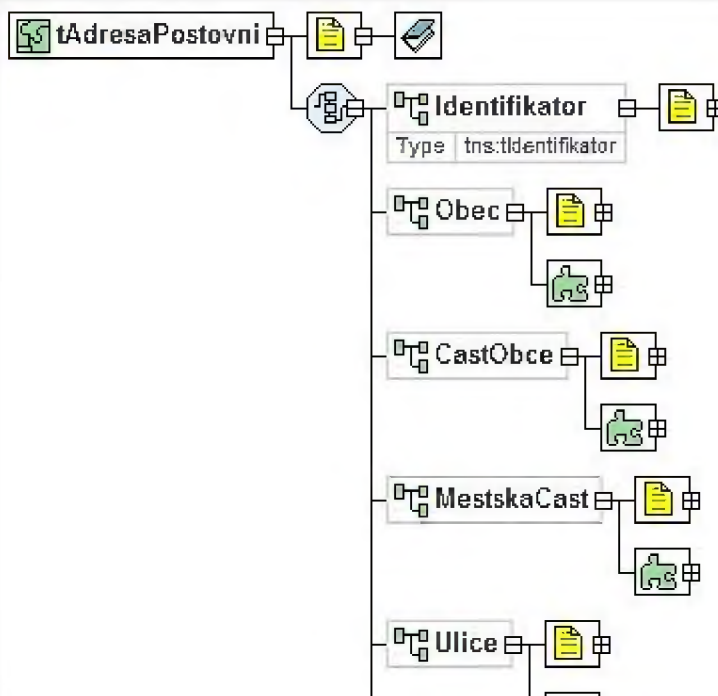 tAdresaPostovni
Identifikator
Type tns:tIdentifikator
Obec
CastObce
MestskaCast
Ulice